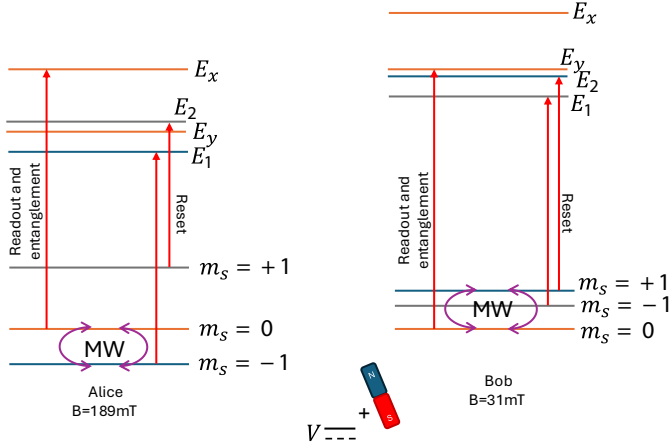 E_x
E_2
E_y
E_1
Readout and
entanglement
Reset
m_s = +1
m_s = 0
MW
m_s = −1
Alice
B=189mT
E_x
E_y
E_2
E_1
Readout and
entanglement
Reset
m_s = +1
MW
m_s = −1
m_s = 0
Bob
B=31mT
N
S
V
+